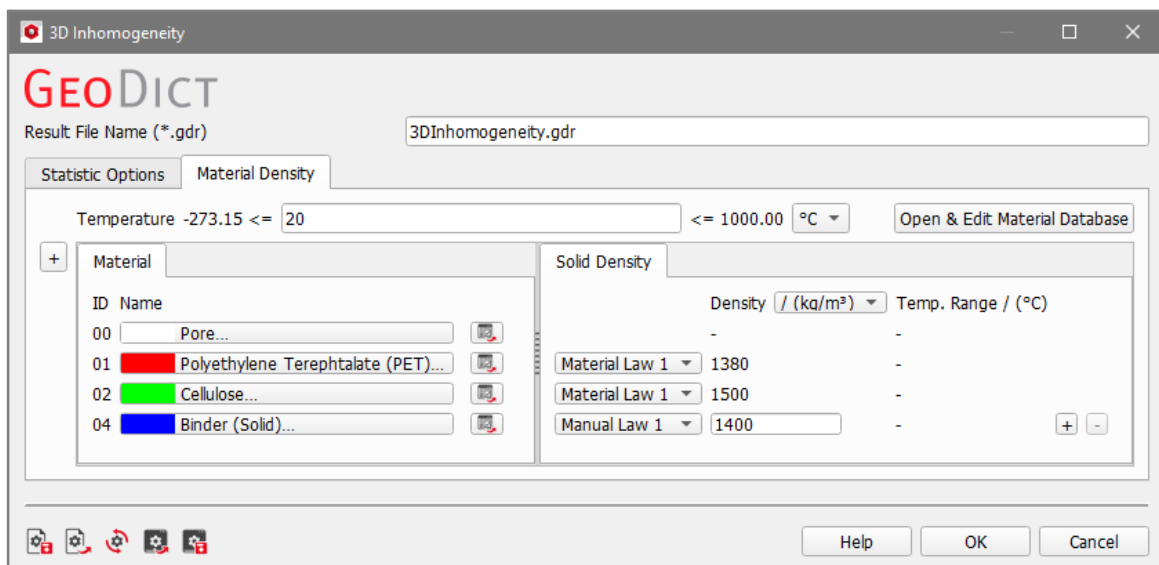 3D Inhomogeneity
GEODICT
Result File Name (*.gdr) 3DInhomogeneity.gdr
Statistic Options Material Density
Temperature -273.15 <= 20 <= 1000.00 °C Open & Edit Material Database
+ Material Solid Density
ID Name Density / (kg/m³) Temp. Range / (°C)
00 Pore... - -
01 Polyethylene Terephtalate (PET)... Material Law 1 1380 -
02 Cellulose... Material Law 1 1500 -
04 Binder (Solid)... Manual Law 1 1400 - + -
Help OK Cancel